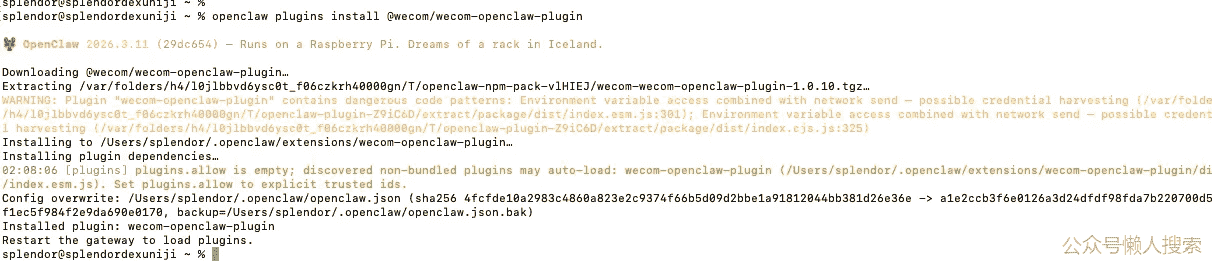 splendor@splendordexuniji ~ %
splendor@splendordexuniji ~ % openclaw plugins install @wecom/wecom-openclaw-plugin
OpenClaw 2026.3.11 (29dc654) — Runs on a Raspberry Pi. Dreams of a rack in Iceland.
Downloading @wecom/wecom-openclaw-plugin…
Extracting /var/folders/h4/l0jlbbvd6ysc0t_f06czkrh40000gn/T/openclaw-npm-pack-vlHIEJ/wecom-wecom-openclaw-plugin-1.0.10.tgz…
WARNING: Plugin "wecom-openclaw-plugin" contains dangerous code patterns: Environment variable access combined with network send — possible credential harvesting (/var/folde
/h4/l0jlbbvd6ysc0t_f06czkrh40000gn/T/openclaw-plugin-Z9iC6D/extract/package/dist/index.esm.js:301); Environment variable access combined with network send — possible credent
l harvesting (/var/folders/h4/l0jlbbvd6ysc0t_f06czkrh40000gn/T/openclaw-plugin-Z9iC6D/extract/package/dist/index.cjs.js:325)
Installing to /Users/splendor/.openclaw/extensions/wecom-openclaw-plugin…
Installing plugin dependencies…
02:08:06 [plugins] plugins.allow is empty; discovered non-bundled plugins may auto-load: wecom-openclaw-plugin (/Users/splendor/.openclaw/extensions/wecom-openclaw-plugin/di
/index.esm.js). Set plugins.allow to explicit trusted ids.
Config overwrite: /Users/splendor/.openclaw/openclaw.json (sha256 4fcfde10a2983c4860a823e2c9374f66b5d09d2bbe1a91812044bb381d26e36e -> a1e2ccb3f6e0126a3d24dfdf98fda7b220700d5
f1ec5f984f2e9da690e0170, backup=/Users/splendor/.openclaw/openclaw.json.bak)
Installed plugin: wecom-openclaw-plugin
Restart the gateway to load plugins.
splendor@splendordexuniji ~ %
公众号懒人搜索